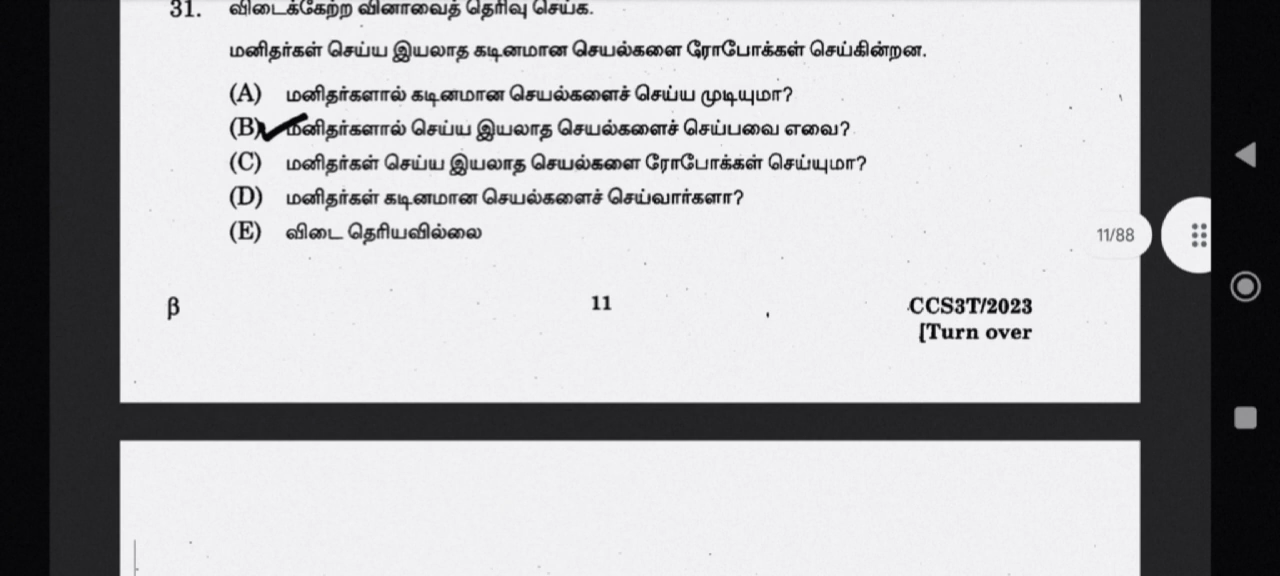 31. விடைக்கேற்ற வினாவைத் தெரிவு செய்க.
மனிதர்கள் செய்ய இயலாத கடினமான செயல்களை ரோபோக்கள் செய்கின்றன.
(A) மனிதர்களால் கடினமான செயல்களைச் செய்ய முடியுமா?
(B) மனிதர்களால் செய்ய இயலாத செயல்களைச் செய்பவை எவை?
(C) மனிதர்கள் செய்ய இயலாத செயல்களை ரோபோக்கள் செய்யுமா?
(D) மனிதர்கள் கடினமான செயல்களைச் செய்வார்களா?
(E) விடை தெரியவில்லை
11/88
β 11 CCS3T/2023
[Turn over